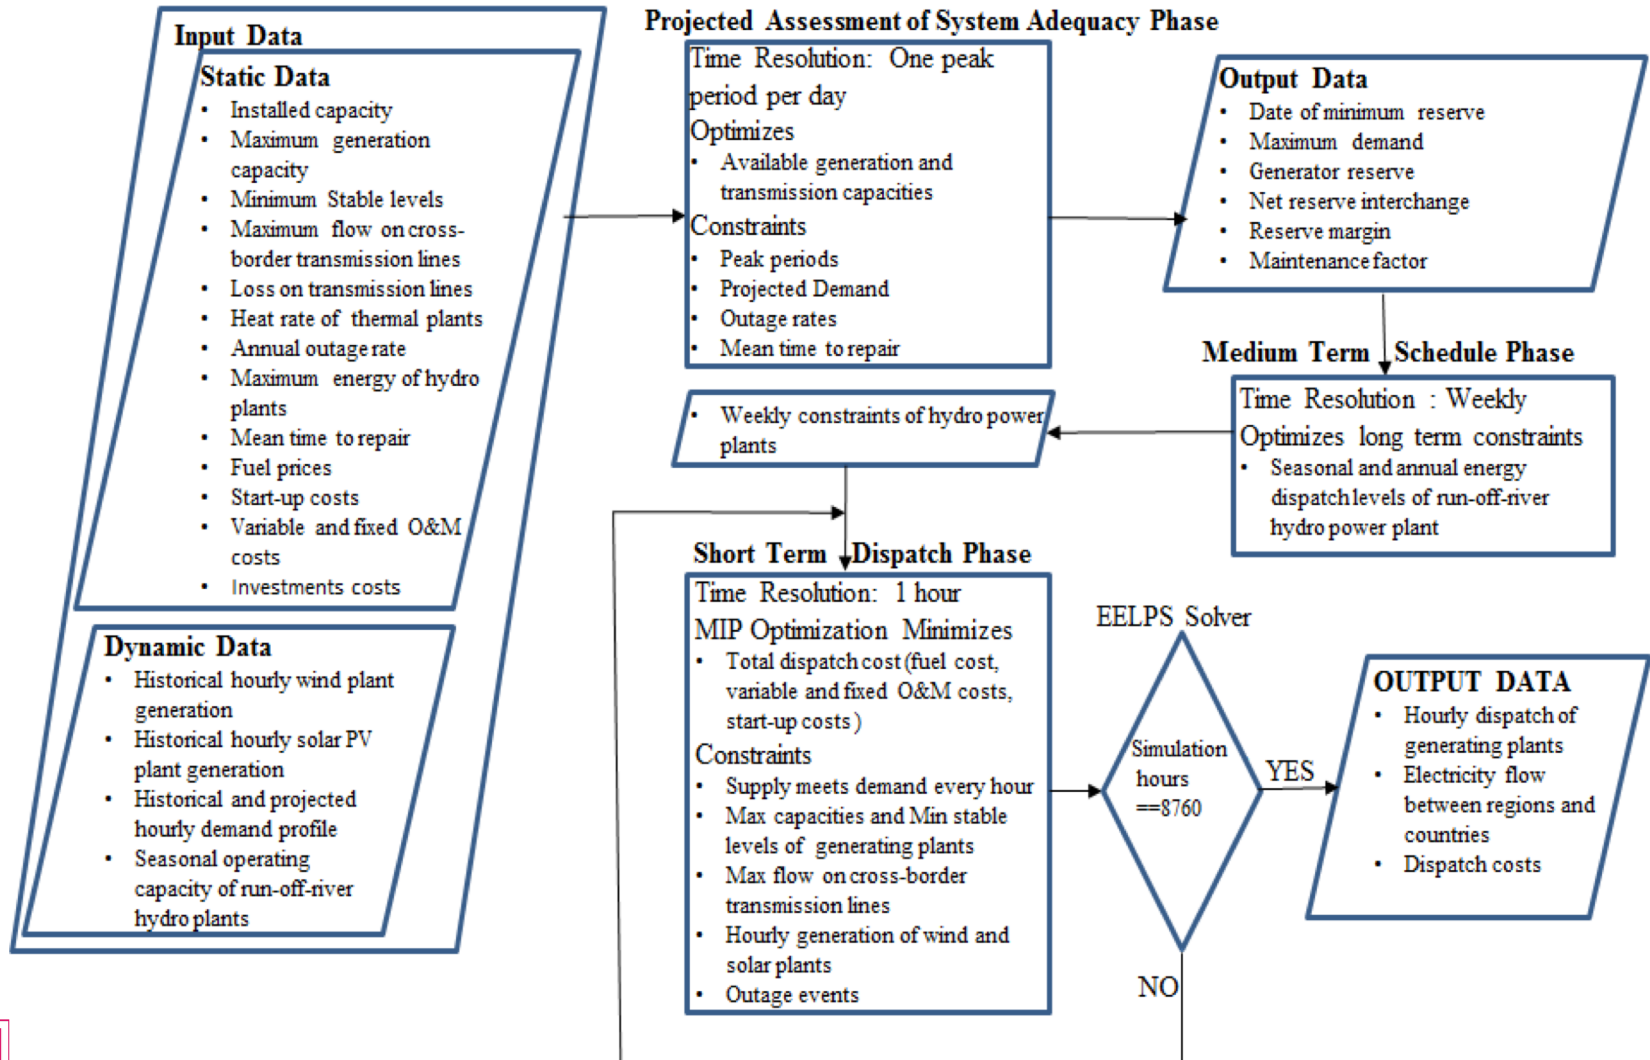 Input Data
Static Data
• Installed capacity
• Maximum generation
capacity
• Minimum Stable levels
• Maximum flow on cross-
border transmission lines
• Loss on transmission lines
• Heat rate of thermal plants
• Annual outage rate
• Maximum energy of hydro
plants
• Mean time to repair
• Fuel prices
• Start-up costs
• Variable and fixed O&M
costs
• Investments costs
Dynamic Data
• Historical hourly wind plant
generation
• Historical hourly solar PV
plant generation
• Historical and projected
hourly demand profile
• Seasonal operating
capacity of run-off-river
hydro plants
Projected Assessment of System Adequacy Phase
Time Resolution: One peak
period per day
Optimizes
• Available generation and
transmission capacities
Constraints
• Peak periods
• Projected Demand
• Outage rates
• Mean time to repair
Output Data
• Date of minimum reserve
• Maximum demand
• Generator reserve
• Net reserve interchange
• Reserve margin
• Maintenance factor
Medium Term Schedule Phase
Time Resolution : Weekly
Optimizes long term constraints
• Seasonal and annual energy
dispatch levels of run-off-river
hydro power plant
• Weekly constraints of hydro power
plants
Short Term Dispatch Phase
Time Resolution: 1 hour
MIP Optimization Minimizes
• Total dispatch cost (fuel cost,
variable and fixed O&M costs,
start-up costs)
Constraints
• Supply meets demand every hour
• Max capacities and Min stable
levels of generating plants
• Max flow on cross-border
transmission lines
• Hourly generation of wind and
solar plants
• Outage events
EELPS Solver
Simulation
hours
==8760
YES
NO
OUTPUT DATA
• Hourly dispatch of
generating plants
• Electricity flow
between regions and
countries
• Dispatch costs